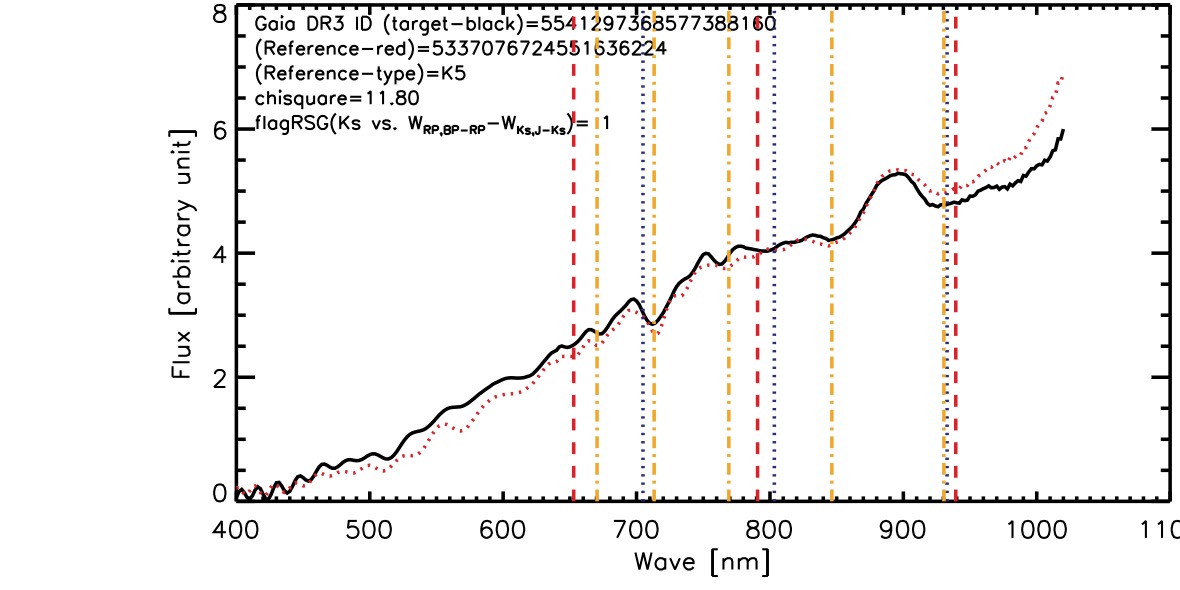 8
6
4
2
0
Flux [arbitrary unit]
Gaia DR3 ID (target-black)=5541297368577388160
(Reference-red)=5337076724551636224
(Reference-type)=K5
chisquare=11.80
flagRSG(Ks vs. W_RP,BP-RP-W_Ks,J-Ks)= 1
400 500 600 700 800 900 1000 110
Wave [nm]